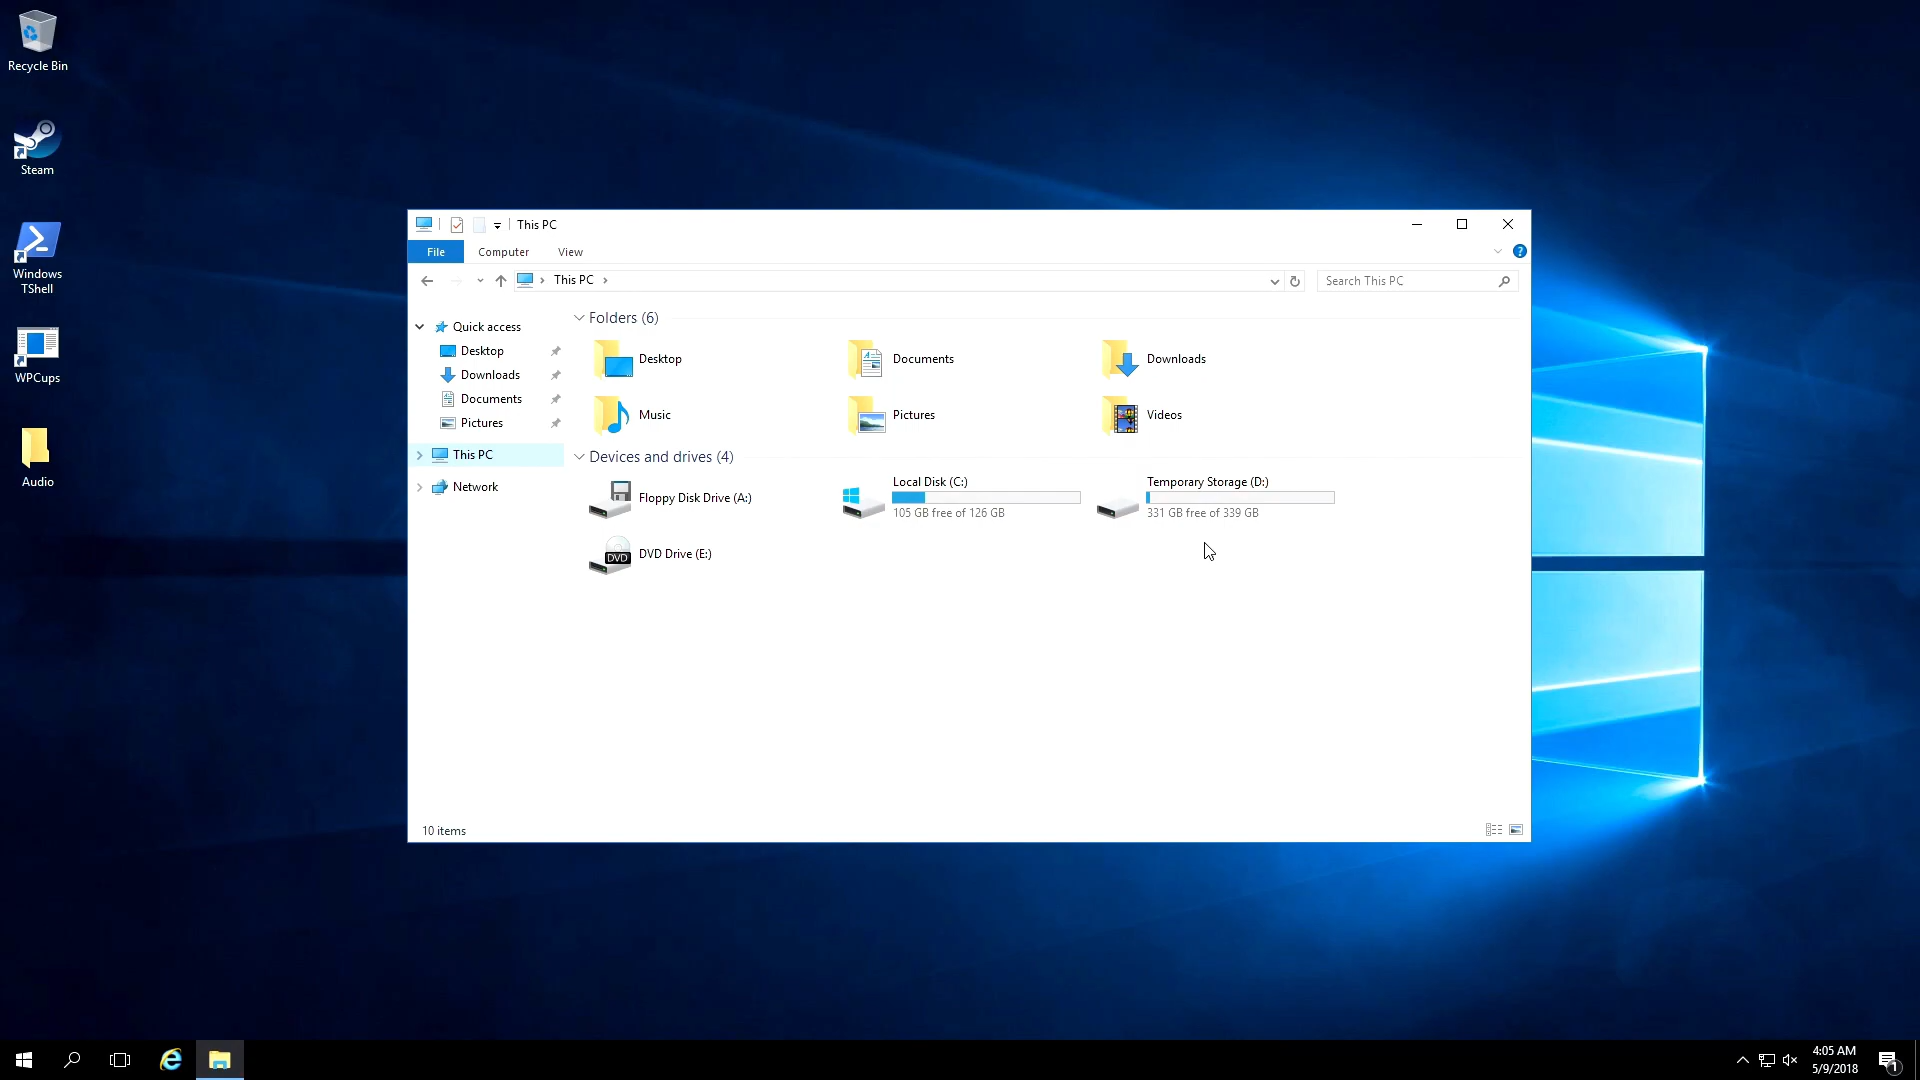 Recycle Bin
Steam
Windows
TShell
WPCups
Audio
This PC
File Computer View
This PC
Search This PC
Quick access
Desktop
Downloads
Documents
Pictures
This PC
Network
Folders (6)
Desktop Documents Downloads
Music Pictures Videos
Devices and drives (4)
Floppy Disk Drive (A:)
Local Disk (C:)
105 GB free of 126 GB
Temporary Storage (D:)
331 GB free of 339 GB
DVD
DVD Drive (E:)
10 items
4:05 AM
5/9/2018
1